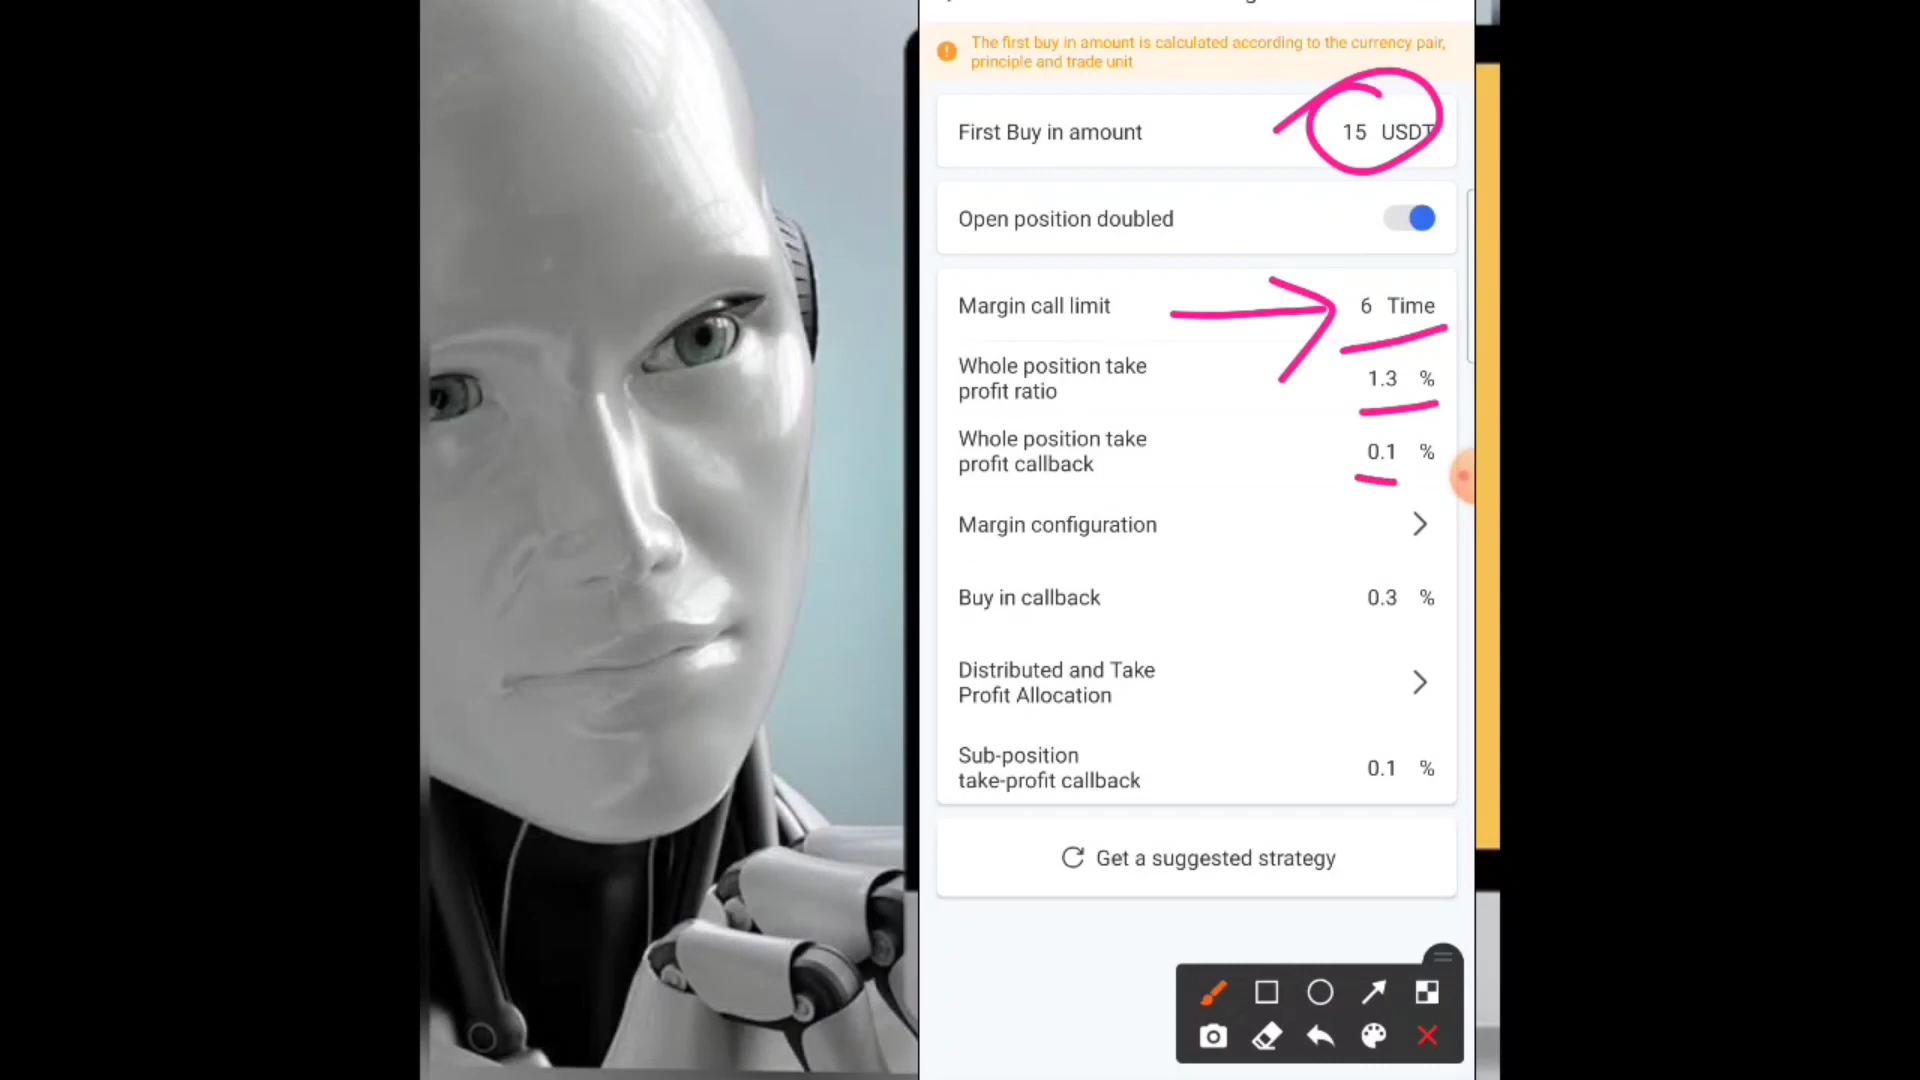 The first buy in amount is calculated according to the currency pair,
principle and trade unit
First Buy in amount 15 USDT
Open position doubled
Margin call limit 6 Time
Whole position take
profit ratio 1.3 %
Whole position take
profit callback 0.1 %
Margin configuration
Buy in callback 0.3 %
Distributed and Take
Profit Allocation
Sub-position
take-profit callback 0.1 %
Get a suggested strategy